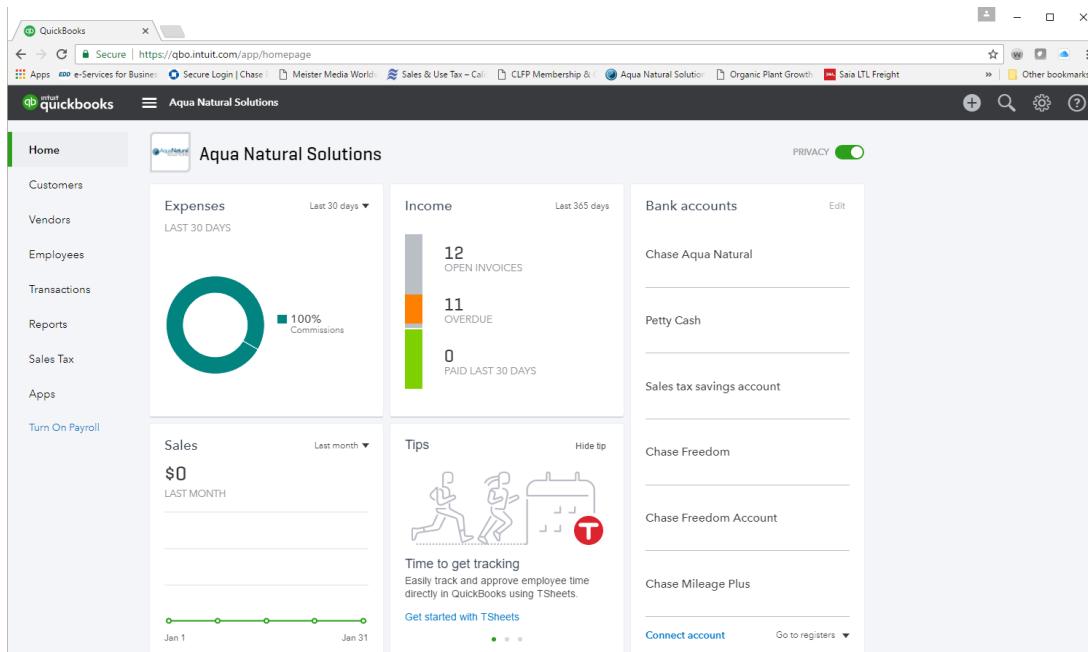 QuickBooks
Secure | https://qbo.intuit.com/app/homepage
Apps e-Services for Busines Secure Login | Chase Meister Media World Sales & Use Tax – Cali CLFP Membership & Aqua Natural Solution Organic Plant Growth Saia LTL Freight » Other bookmarks
intuit quickbooks Aqua Natural Solutions
Home
Customers
Vendors
Employees
Transactions
Reports
Sales Tax
Apps
Turn On Payroll
Aqua Natural Solutions
PRIVACY
Expenses Last 30 days
LAST 30 DAYS
100%
Commissions
Income Last 365 days
12
OPEN INVOICES
11
OVERDUE
0
PAID LAST 30 DAYS
Bank accounts Edit
Chase Aqua Natural
Petty Cash
Sales tax savings account
Chase Freedom
Chase Freedom Account
Chase Mileage Plus
Connect account Go to registers
Sales Last month
$0
LAST MONTH
Jan 1 Jan 31
Tips Hide tip
Time to get tracking
Easily track and approve employee time
directly in QuickBooks using TSheets.
Get started with TSheets